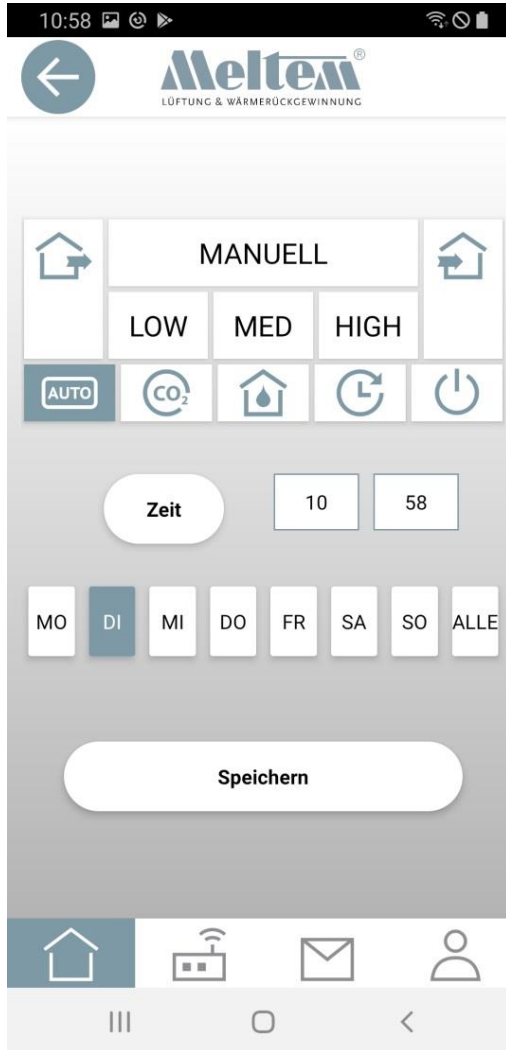 10:58
Meltem®
LÜFTUNG & WÄRMERÜCKGEWINNUNG
MANUELL
LOW MED HIGH
AUTO CO₂
Zeit 10 58
MO DI MI DO FR SA SO ALLE
Speichern